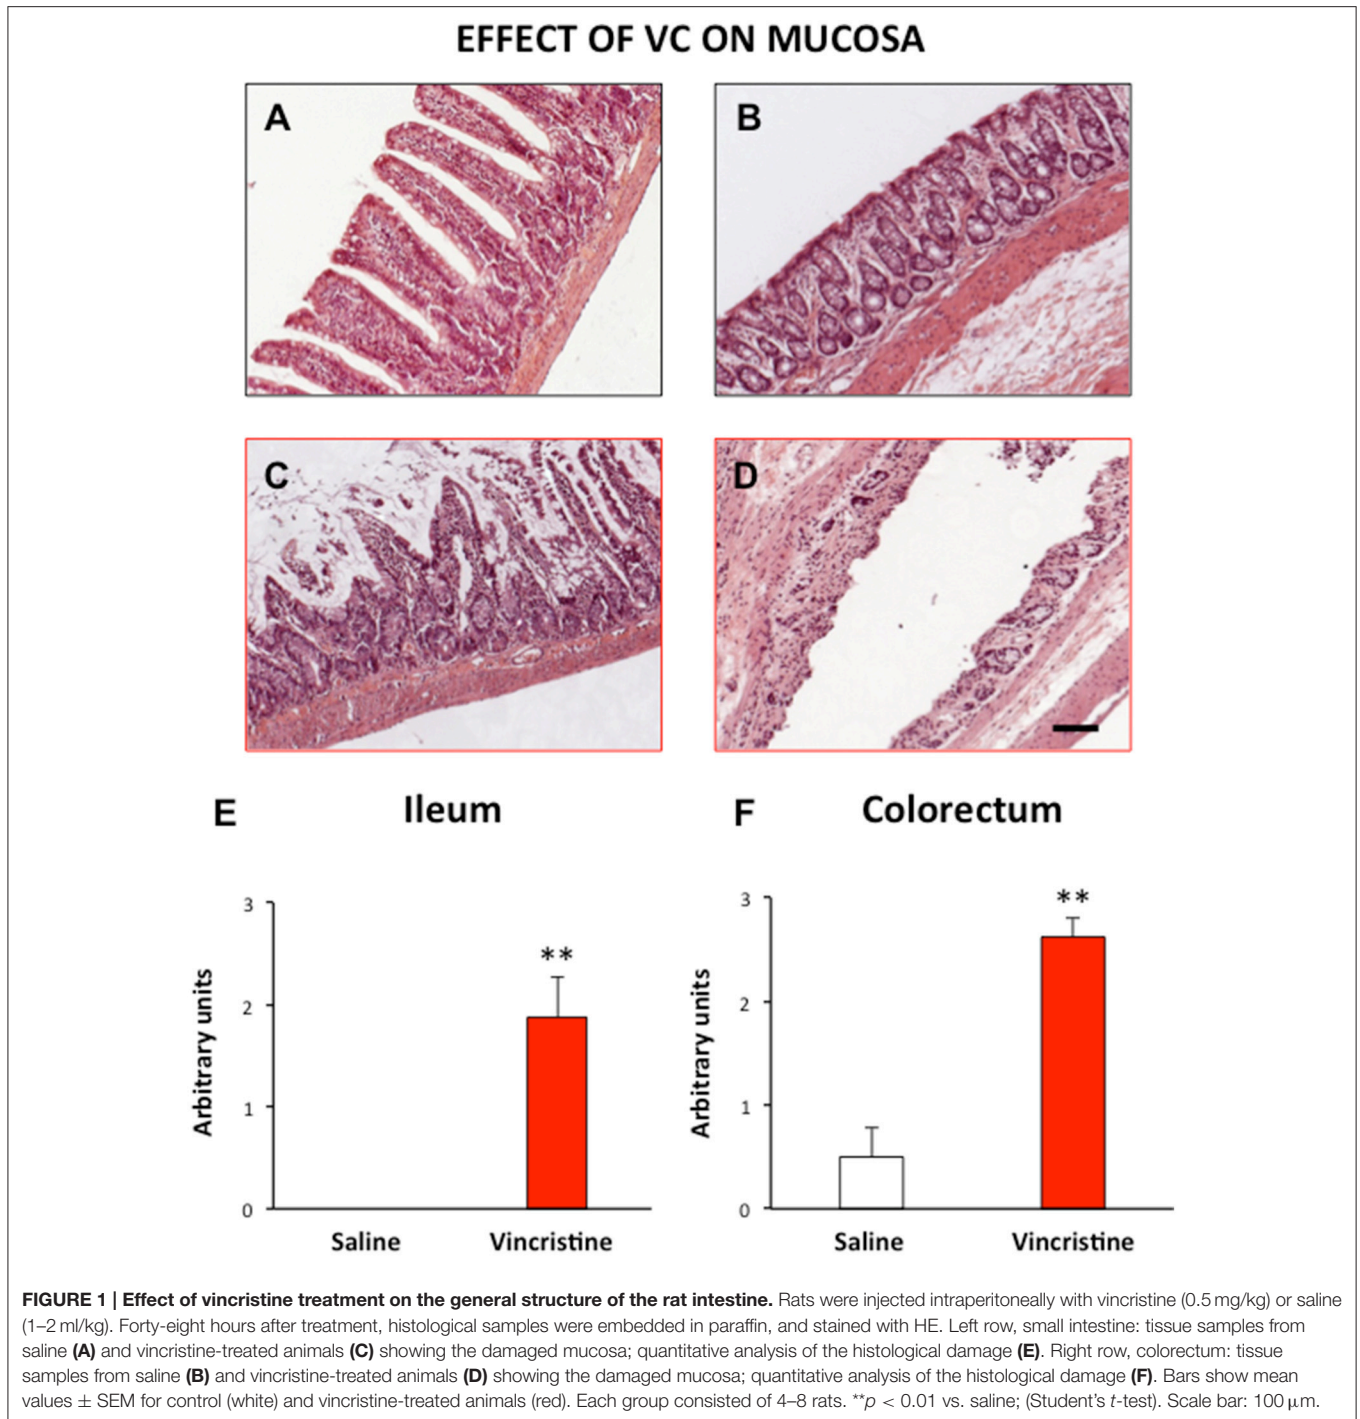 EFFECT OF VC ON MUCOSA
A
B
C
D
E
Ileum
F
Colorectum
Arbitrary units
3
2
1
0
**
Saline
Vincristine
Arbitrary units
3
2
1
0
**
Saline
Vincristine
FIGURE 1 | Effect of vincristine treatment on the general structure of the rat intestine. Rats were injected intraperitoneally with vincristine (0.5 mg/kg) or saline
(1–2 ml/kg). Forty-eight hours after treatment, histological samples were embedded in paraffin, and stained with HE. Left row, small intestine: tissue samples from
saline (A) and vincristine-treated animals (C) showing the damaged mucosa; quantitative analysis of the histological damage (E). Right row, colorectum: tissue
samples from saline (B) and vincristine-treated animals (D) showing the damaged mucosa; quantitative analysis of the histological damage (F). Bars show mean
values ± SEM for control (white) and vincristine-treated animals (red). Each group consisted of 4–8 rats. **p < 0.01 vs. saline; (Student's t-test). Scale bar: 100 μm.